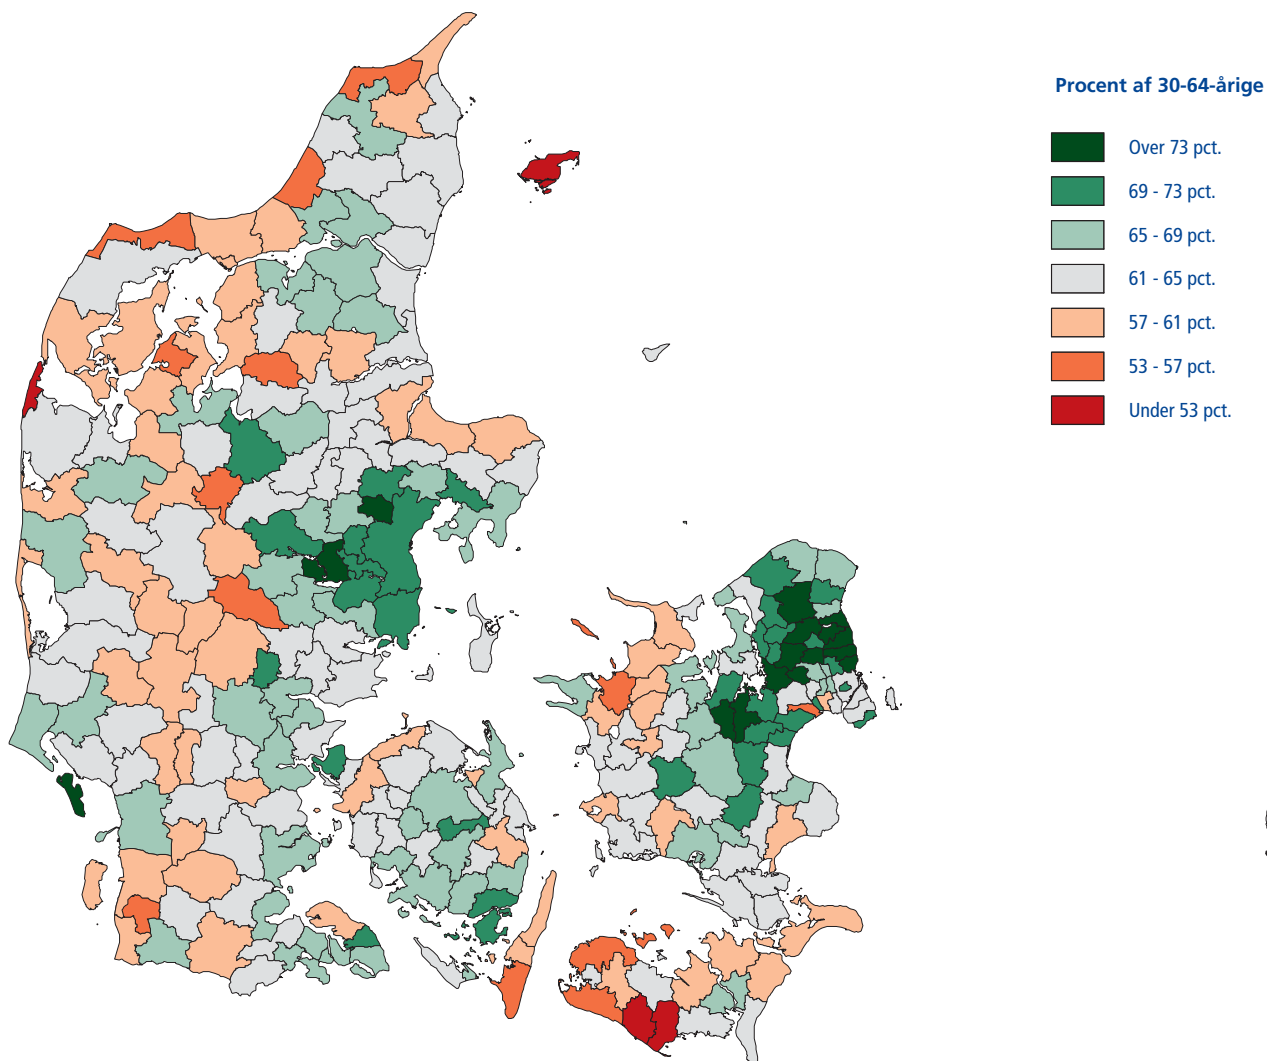 Procent af 30-64-årige
Over 73 pct.
69 - 73 pct.
65 - 69 pct.
61 - 65 pct.
57 - 61 pct.
53 - 57 pct.
Under 53 pct.